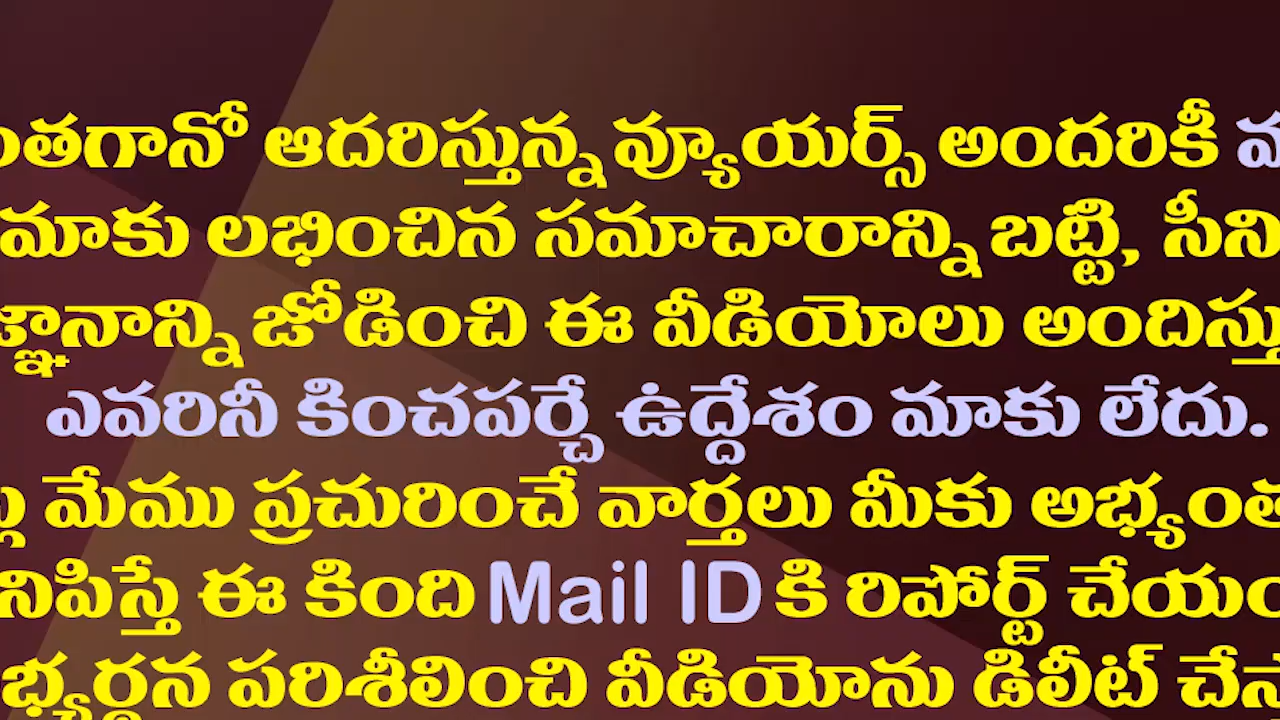 ంతగానో ఆదరిస్తున్న వ్యూయర్స్ అందరికీ
మాకు లభించిన సమాచారాన్ని బట్టి, సీని
జ్ఞానాన్ని జోడించి ఈ వీడియోలు అందిస్తు
ఎవరినీ కించపర్చే ఉద్దేశం మాకు లేదు.
మేము ప్రచురించే వార్తలు మీకు అభ్యంత
నిపిస్తే ఈ కింది Mail ID కి రిపోర్ట్ చేయం
భ్యర్థన పరిశీలించి వీడియోను డిలీట్ చేస